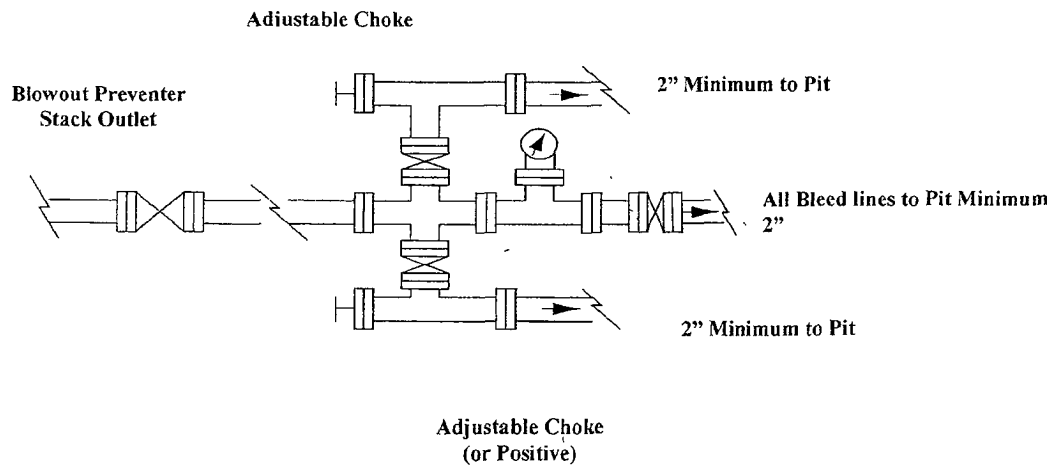 Adiustable Choke
2” Minimum to Pit
Blowout Preventer
Stack Outlet
All Bleed lines to Pit Minimum
2”
2” Minimum to Pit
Adjustable Choke
(or Positive)